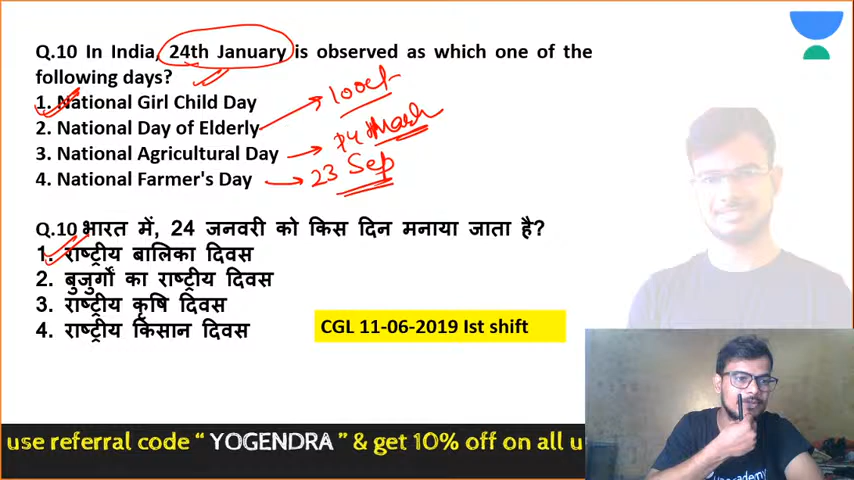 Q.10 In India, 24th January is observed as which one of the
following days?
1. National Girl Child Day
2. National Day of Elderly
1 Oct
3. National Agricultural Day
14 March
4. National Farmer's Day
23 Sep
Q.10 भारत में, 24 जनवरी को किस दिन मनाया जाता है?
1. राष्ट्रीय बालिका दिवस
2. बुजुर्गों का राष्ट्रीय दिवस
3. राष्ट्रीय कृषि दिवस
4. राष्ट्रीय किसान दिवस
CGL 11-06-2019 Ist shift
use referral code “ YOGENDRA ” & get 10% off on all u